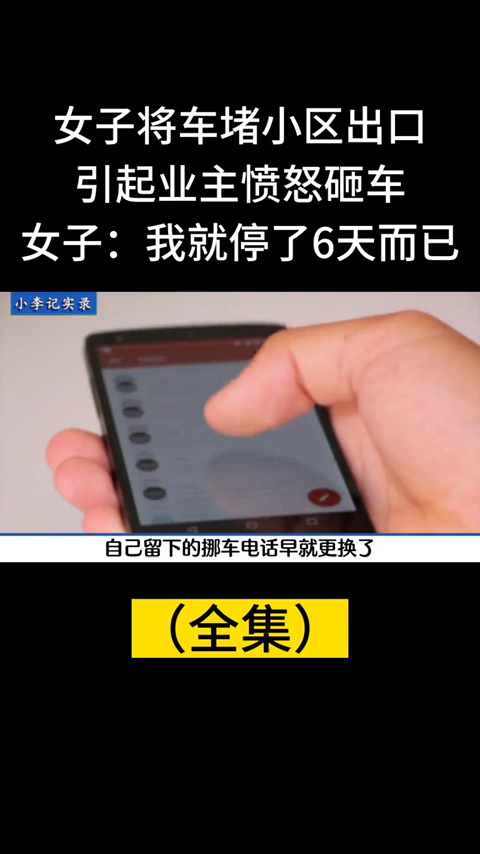 女子将车堵小区出口
引起业主愤怒砸车
女子：我就停了6天而已
小李记实录
自己留下的挪车电话早就更换了
（全集）